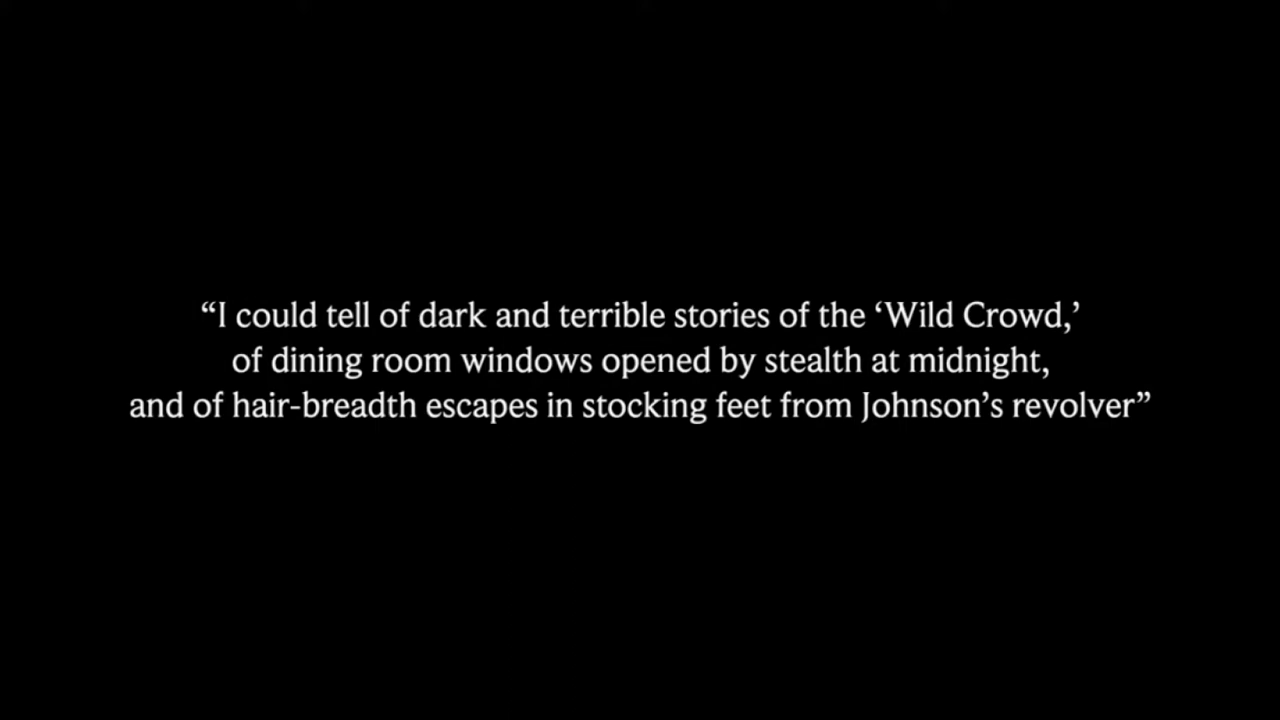 “I could tell of dark and terrible stories of the ‘Wild Crowd,’
of dining room windows opened by stealth at midnight,
and of hair-breadth escapes in stocking feet from Johnson’s revolver”